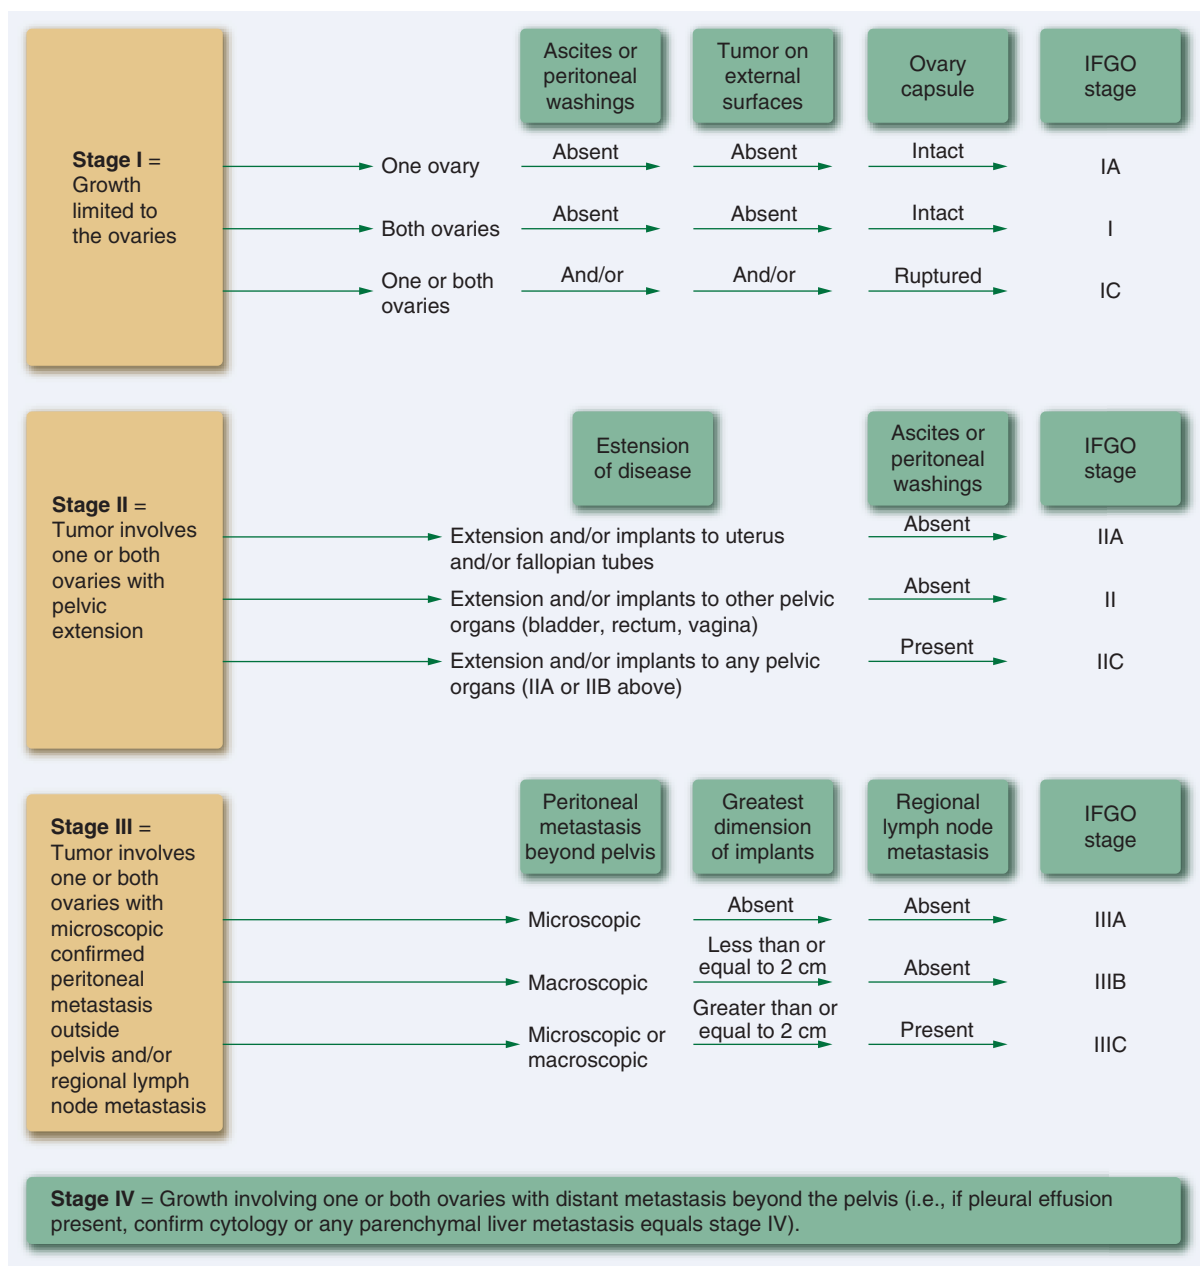 Stage I =
Growth
limited to
the ovaries
Ascites or
peritoneal
washings
Tumor on
external
surfaces
Ovary
capsule
IFGO
stage
One ovary
Absent
Absent
Intact
IA
Both ovaries
Absent
Absent
Intact
I
One or both
ovaries
And/or
And/or
Ruptured
IC
Stage II =
Tumor involves
one or both
ovaries with
pelvic
extension
Estension
of disease
Ascites or
peritoneal
washings
IFGO
stage
Extension and/or implants to uterus
and/or fallopian tubes
Absent
IIA
Extension and/or implants to other pelvic
organs (bladder, rectum, vagina)
Absent
II
Extension and/or implants to any pelvic
organs (IIA or IIB above)
Present
IIC
Stage III =
Tumor involves
one or both
ovaries with
microscopic
confirmed
peritoneal
metastasis
outside
pelvis and/or
regional lymph
node metastasis
Peritoneal
metastasis
beyond pelvis
Greatest
dimension
of implants
Regional
lymph node
metastasis
IFGO
stage
Microscopic
Absent
Absent
IIIA
Macroscopic
Less than or
equal to 2 cm
Absent
IIIB
Microscopic or
macroscopic
Greater than or
equal to 2 cm
Present
IIIC
Stage IV = Growth involving one or both ovaries with distant metastasis beyond the pelvis (i.e., if pleural effusion
present, confirm cytology or any parenchymal liver metastasis equals stage IV).